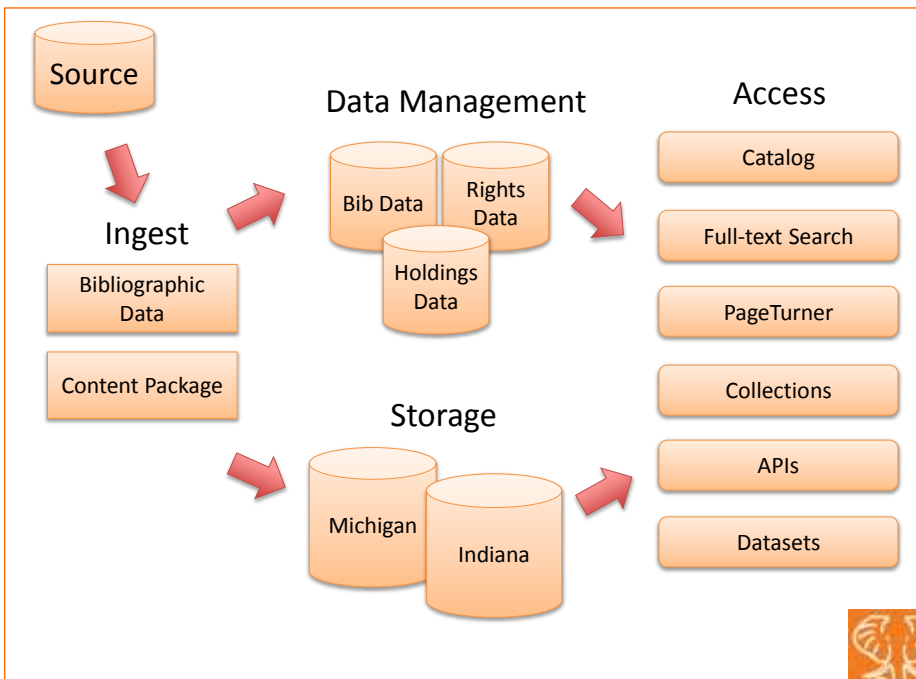 Source
Ingest
Bibliographic
Data
Content Package
Data Management
Bib Data
Rights
Data
Holdings
Data
Storage
Michigan
Indiana
Access
Catalog
Full-text Search
PageTurner
Collections
APIs
Datasets